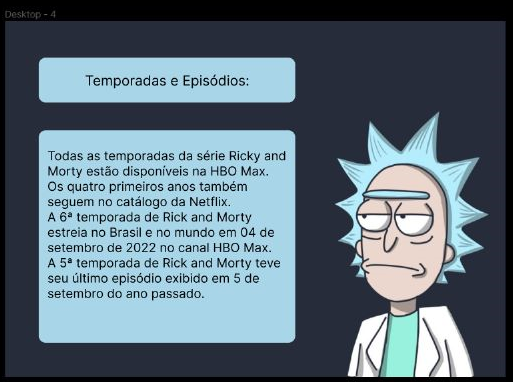 Desktop - 4
Temporadas e Episódios:
Todas as temporadas da série Ricky and
Morty estão disponíveis na HBO Max.
Os quatro primeiros anos também
seguem no catálogo da Netflix.
A 6ª temporada de Rick and Morty
estreia no Brasil e no mundo em 04 de
setembro de 2022 no canal HBO Max.
A 5ª temporada de Rick and Morty teve
seu último episódio exibido em 5 de
setembro do ano passado.